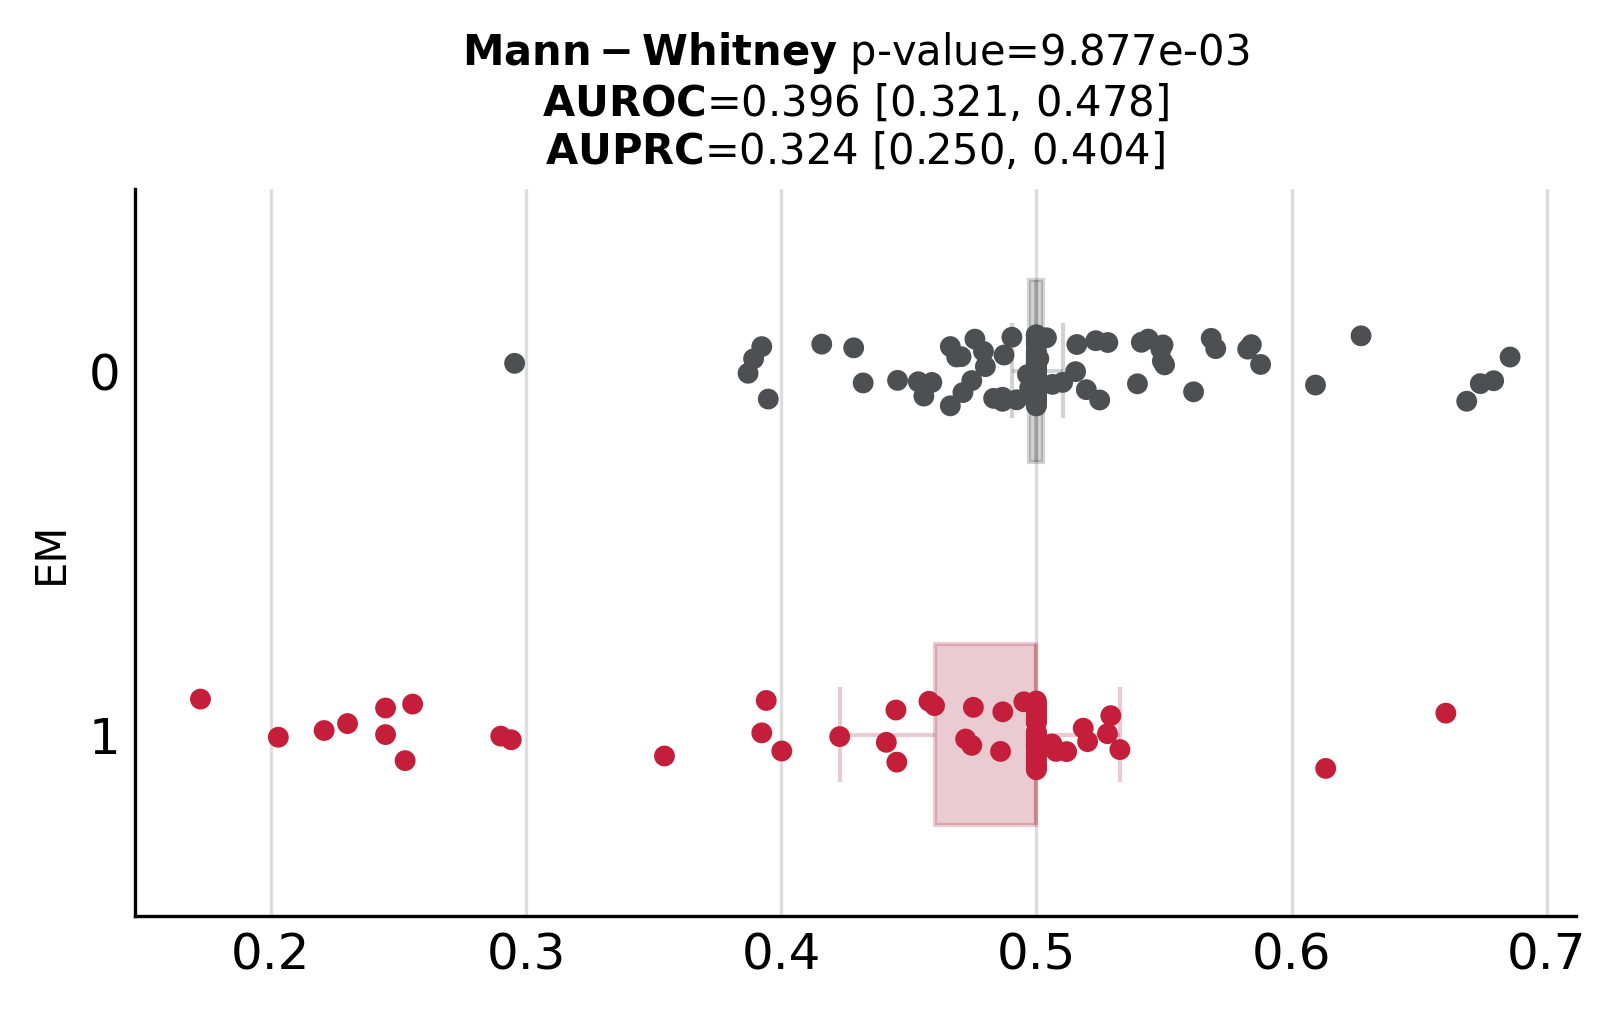 Mann − Whitney p-value=9.877e-03
AUROC=0.396 [0.321, 0.478]
AUPRC=0.324 [0.250, 0.404]
0
EM
1
0.2 0.3 0.4 0.5 0.6 0.7